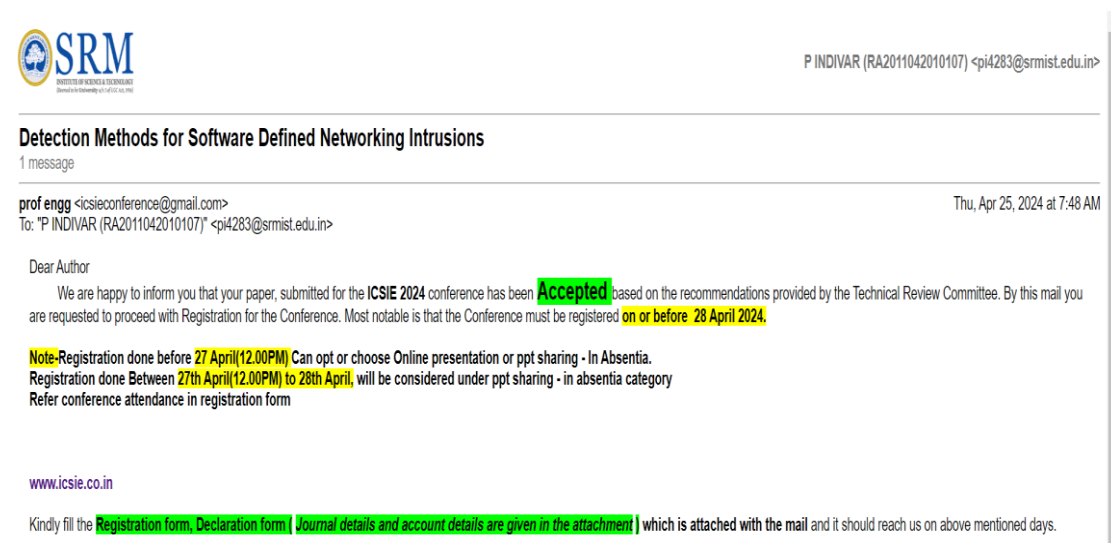 SRM
INSTITUTE OF SCIENCE & TECHNOLOGY
(Deemed to be University u/s 3 of UGC Act, 1956)
P INDIVAR (RA2011042010107) <pi4283@srmist.edu.in>
Detection Methods for Software Defined Networking Intrusions
1 message
prof engg <icsieconference@gmail.com>
Thu, Apr 25, 2024 at 7:48 AM
To: "P INDIVAR (RA2011042010107)" <pi4283@srmist.edu.in>
Dear Author
We are happy to inform you that your paper, submitted for the ICSIE 2024 conference has been Accepted based on the recommendations provided by the Technical Review Committee. By this mail you
are requested to proceed with Registration for the Conference. Most notable is that the Conference must be registered on or before 28 April 2024.
Note-Registration done before 27 April(12.00PM) Can opt or choose Online presentation or ppt sharing - In Absentia.
Registration done Between 27th April(12.00PM) to 28th April, will be considered under ppt sharing - in absentia category
Refer conference attendance in registration form
www.icsie.co.in
Kindly fill the Registration form, Declaration form ( Journal details and account details are given in the attachment ) which is attached with the mail and it should reach us on above mentioned days.